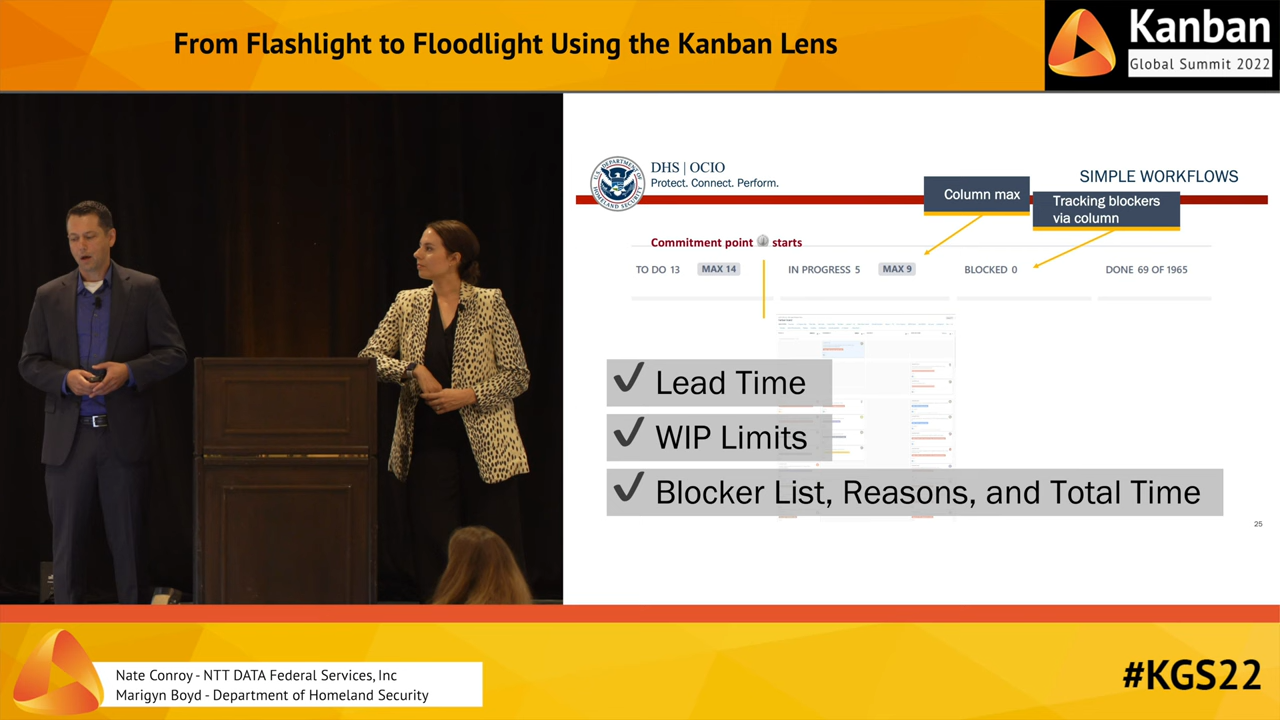 From Flashlight to Floodlight Using the Kanban Lens
Kanban
Global Summit 2022
DHS | OCIO
Protect. Connect. Perform.
SIMPLE WORKFLOWS
Column max
Tracking blockers
via column
Commitment point starts
TO DO 13 MAX 14 IN PROGRESS 5 MAX 9 BLOCKED 0 DONE 69 OF 1965
✓ Lead Time
✓ WIP Limits
✓ Blocker List, Reasons, and Total Time
25
Nate Conroy - NTT DATA Federal Services, Inc
Marigyn Boyd - Department of Homeland Security
#KGS22